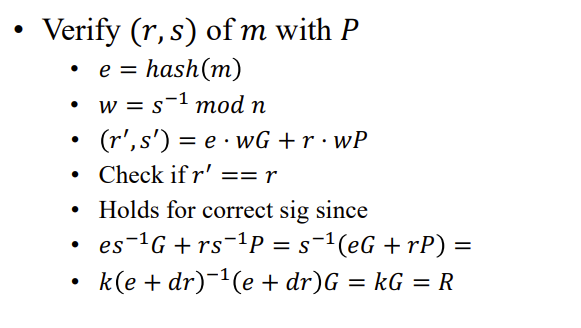 • Verify (r, s) of m with P
• e = hash(m)
• w = s⁻¹ mod n
• (r′, s′) = e · wG + r · wP
• Check if r′ == r
• Holds for correct sig since
• es⁻¹G + rs⁻¹P = s⁻¹(eG + rP) =
• k(e + dr)⁻¹(e + dr)G = kG = R